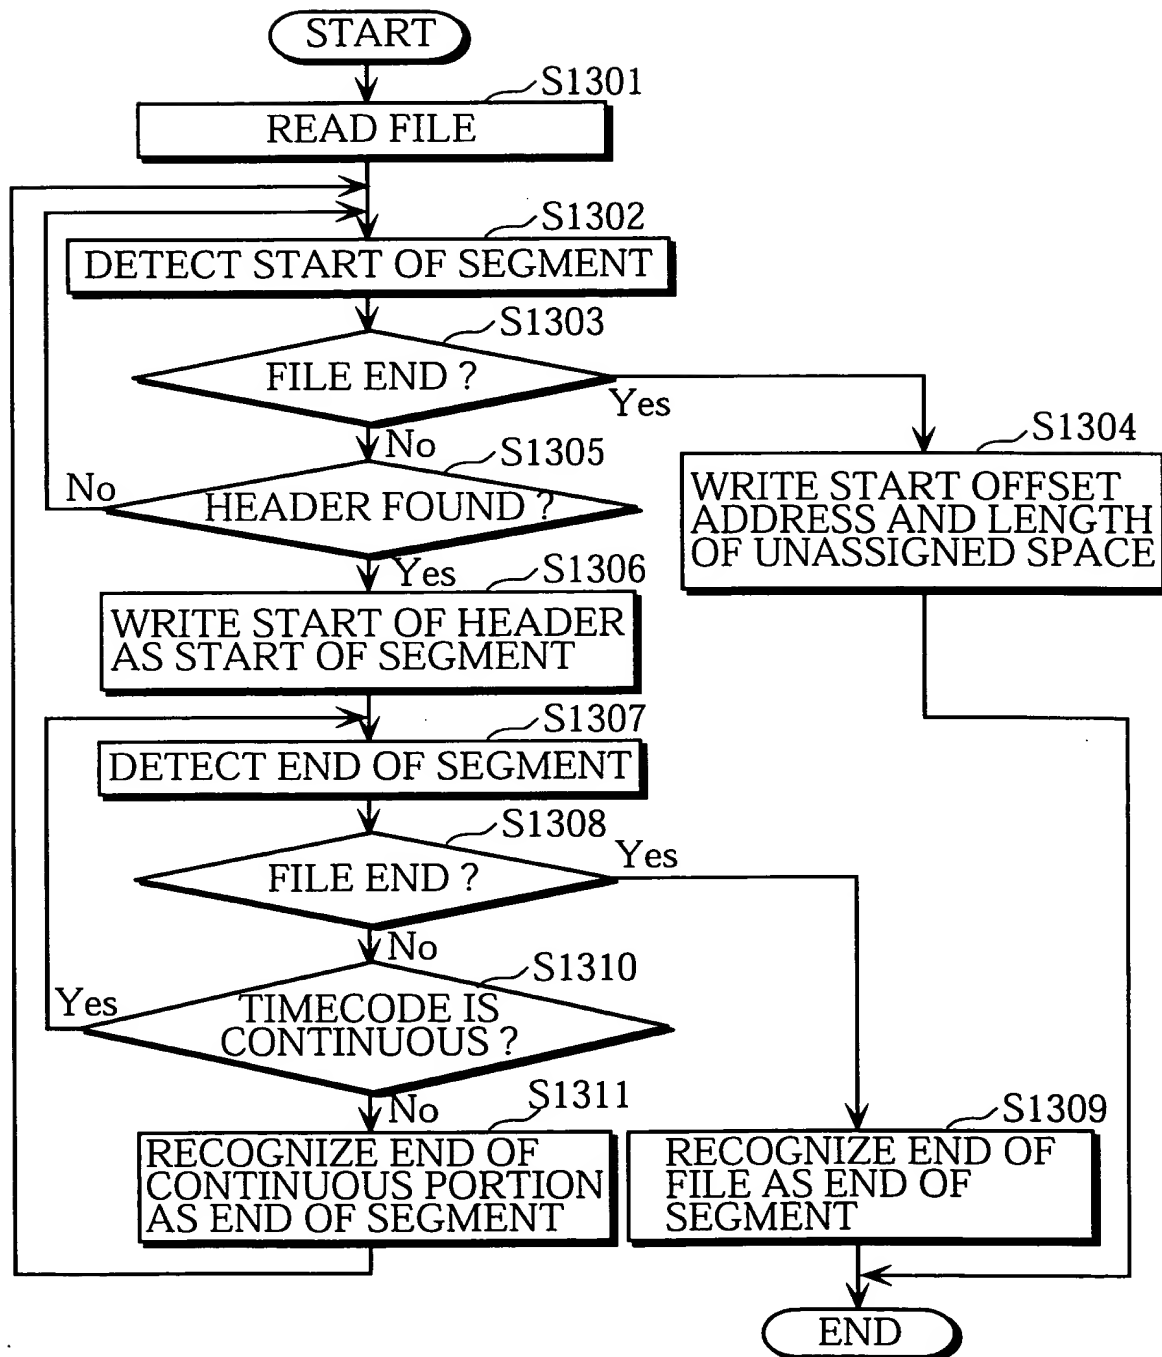 START
S1301
READ FILE
S1302
DETECT START OF SEGMENT
S1303
FILE END ?
Yes
No
S1304
WRITE START OFFSET
ADDRESS AND LENGTH
OF UNASSIGNED SPACE
S1305
No
HEADER FOUND ?
Yes
S1306
WRITE START OF HEADER
AS START OF SEGMENT
S1307
DETECT END OF SEGMENT
S1308
FILE END ?
Yes
No
S1310
Yes
TIMECODE IS
CONTINUOUS ?
No
S1311
RECOGNIZE END OF
CONTINUOUS PORTION
AS END OF SEGMENT
S1309
RECOGNIZE END OF
FILE AS END OF
SEGMENT
END